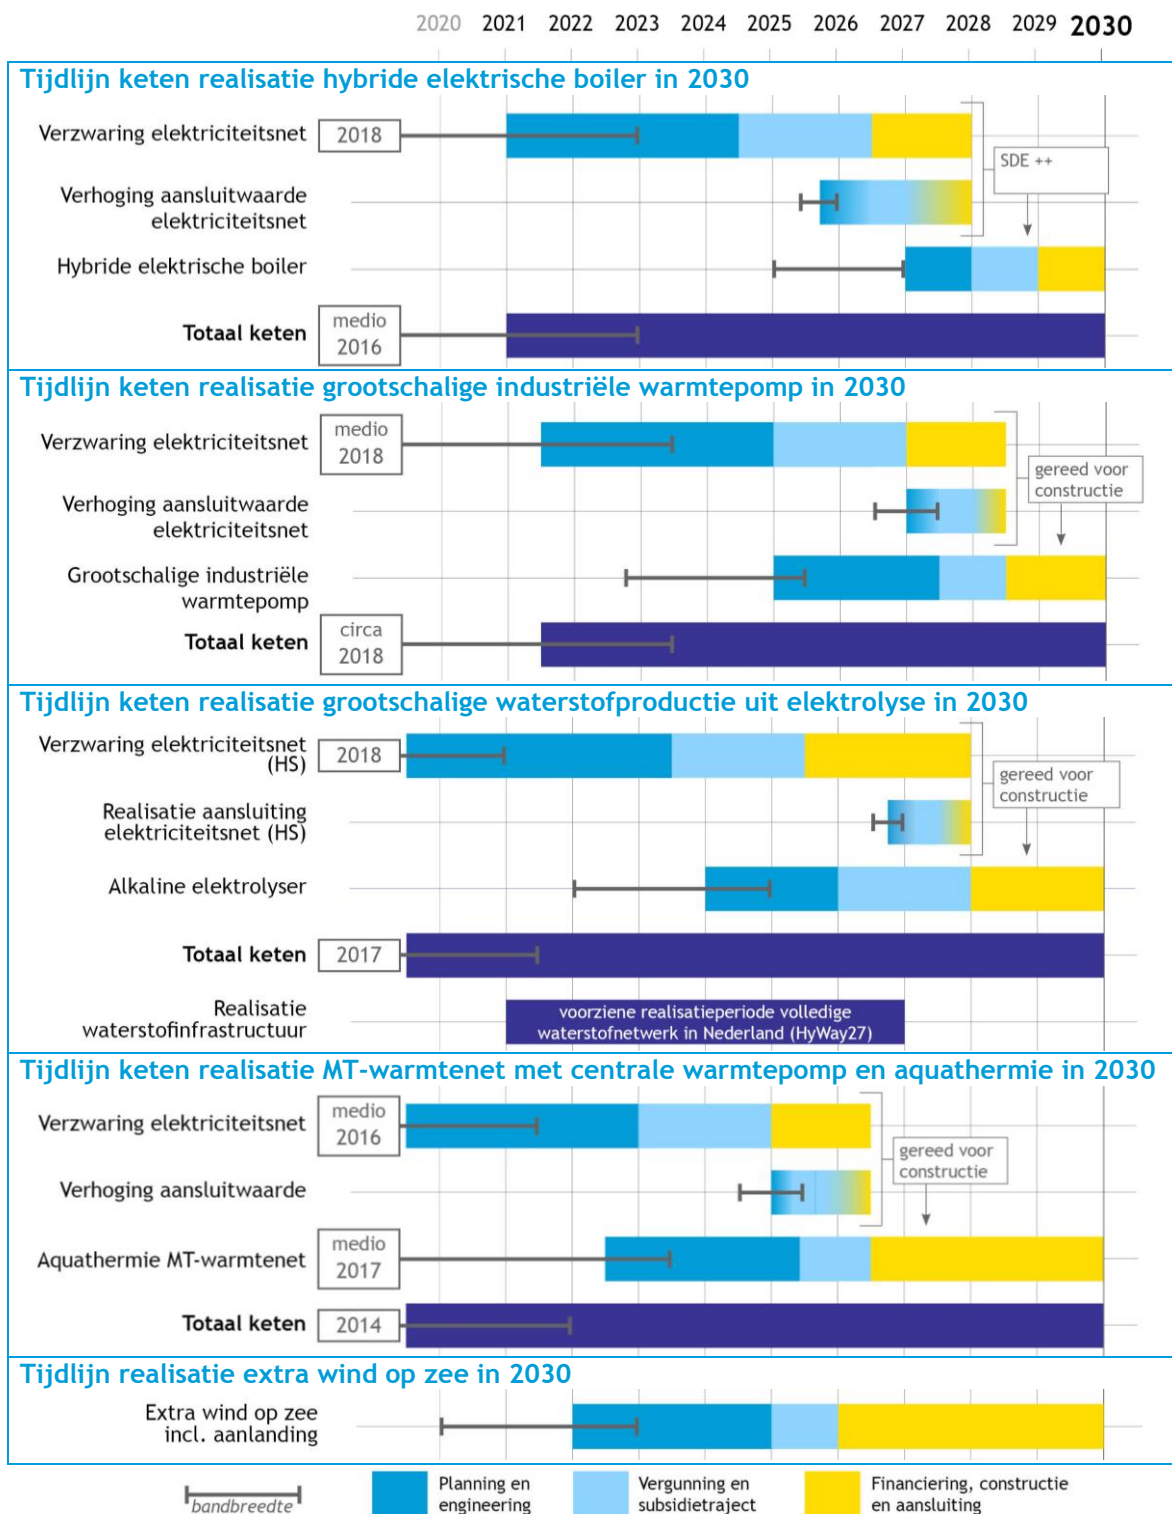 2020 2021 2022 2023 2024 2025 2026 2027 2028 2029 2030
Tijdlijn keten realisatie hybride elektrische boiler in 2030
Verzwaring elektriciteitsnet
2018
Verhoging aansluitwaarde
elektriciteitsnet
SDE ++
Hybride elektrische boiler
Totaal keten
medio
2016
Tijdlijn keten realisatie grootschalige industriële warmtepomp in 2030
Verzwaring elektriciteitsnet
medio
2018
Verhoging aansluitwaarde
elektriciteitsnet
gereed voor
constructie
Grootschalige industriële
warmtepomp
Totaal keten
circa
2018
Tijdlijn keten realisatie grootschalige waterstofproductie uit elektrolyse in 2030
Verzwaring elektriciteitsnet
(HS)
2018
Realisatie aansluiting
elektriciteitsnet (HS)
gereed voor
constructie
Alkaline elektrolyser
Totaal keten
2017
Realisatie
waterstofinfrastructuur
voorziene realisatieperiode volledige
waterstofnetwerk in Nederland (HyWay27)
Tijdlijn keten realisatie MT-warmtenet met centrale warmtepomp en aquathermie in 2030
Verzwaring elektriciteitsnet
medio
2016
Verhoging aansluitwaarde
gereed voor
constructie
Aquathermie MT-warmtenet
medio
2017
Totaal keten
2014
Tijdlijn realisatie extra wind op zee in 2030
Extra wind op zee
incl. aanlanding
bandbreedte
Planning en
engineering
Vergunning en
subsidietraject
Financiering, constructie
en aansluiting